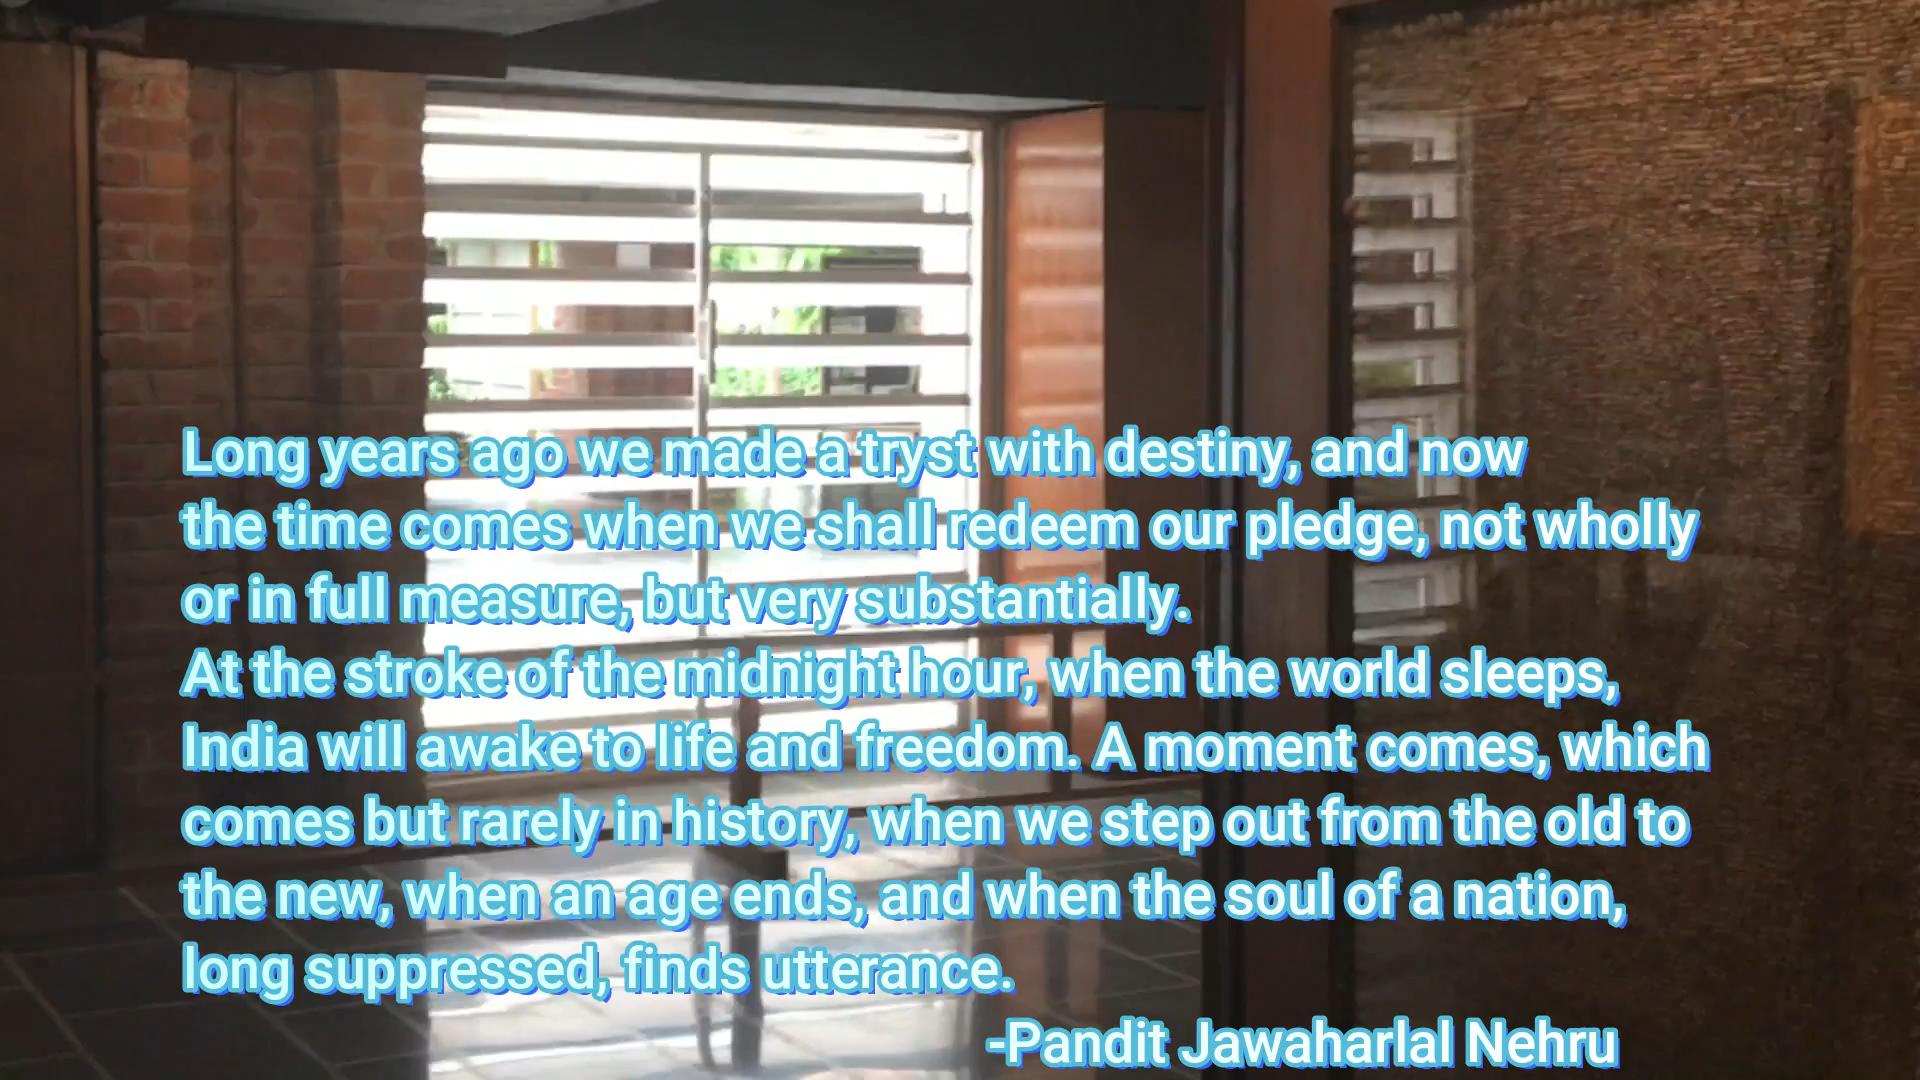 Long years ago we made a tryst with destiny, and now
the time comes when we shall redeem our pledge, not wholly
or in full measure, but very substantially.
At the stroke of the midnight hour, when the world sleeps,
India will awake to life and freedom. A moment comes, which
comes but rarely in history, when we step out from the old to
the new, when an age ends, and when the soul of a nation,
long suppressed, finds utterance.
-Pandit Jawaharlal Nehru